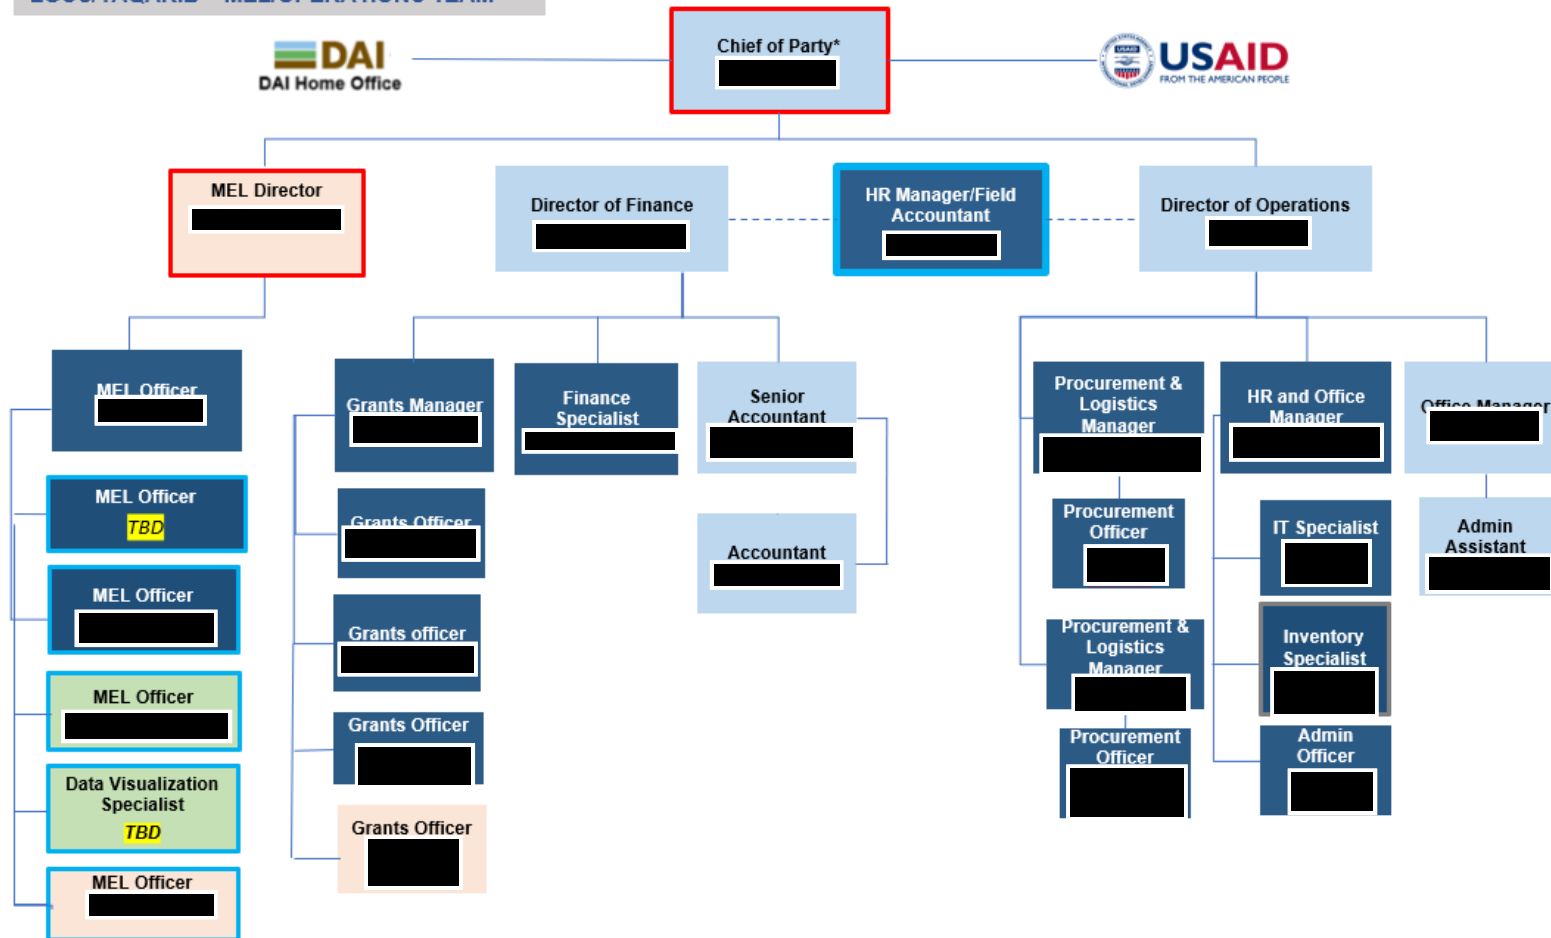 DAI
DAI Home Office
Chief of Party*
USAID
FROM THE AMERICAN PEOPLE
MEL Director
Director of Finance
HR Manager/Field
Accountant
Director of Operations
MEL Officer
Grants Manager
Finance
Specialist
Senior
Accountant
Procurement &
Logistics
Manager
HR and Office
Manager
Office Manager
MEL Officer
TBD
Grants Officer
Accountant
Procurement
Officer
IT Specialist
Admin
Assistant
MEL Officer
Grants officer
Procurement &
Logistics
Manager
Inventory
Specialist
MEL Officer
Grants Officer
Procurement
Officer
Admin
Officer
Data Visualization
Specialist
TBD
Grants Officer
MEL Officer